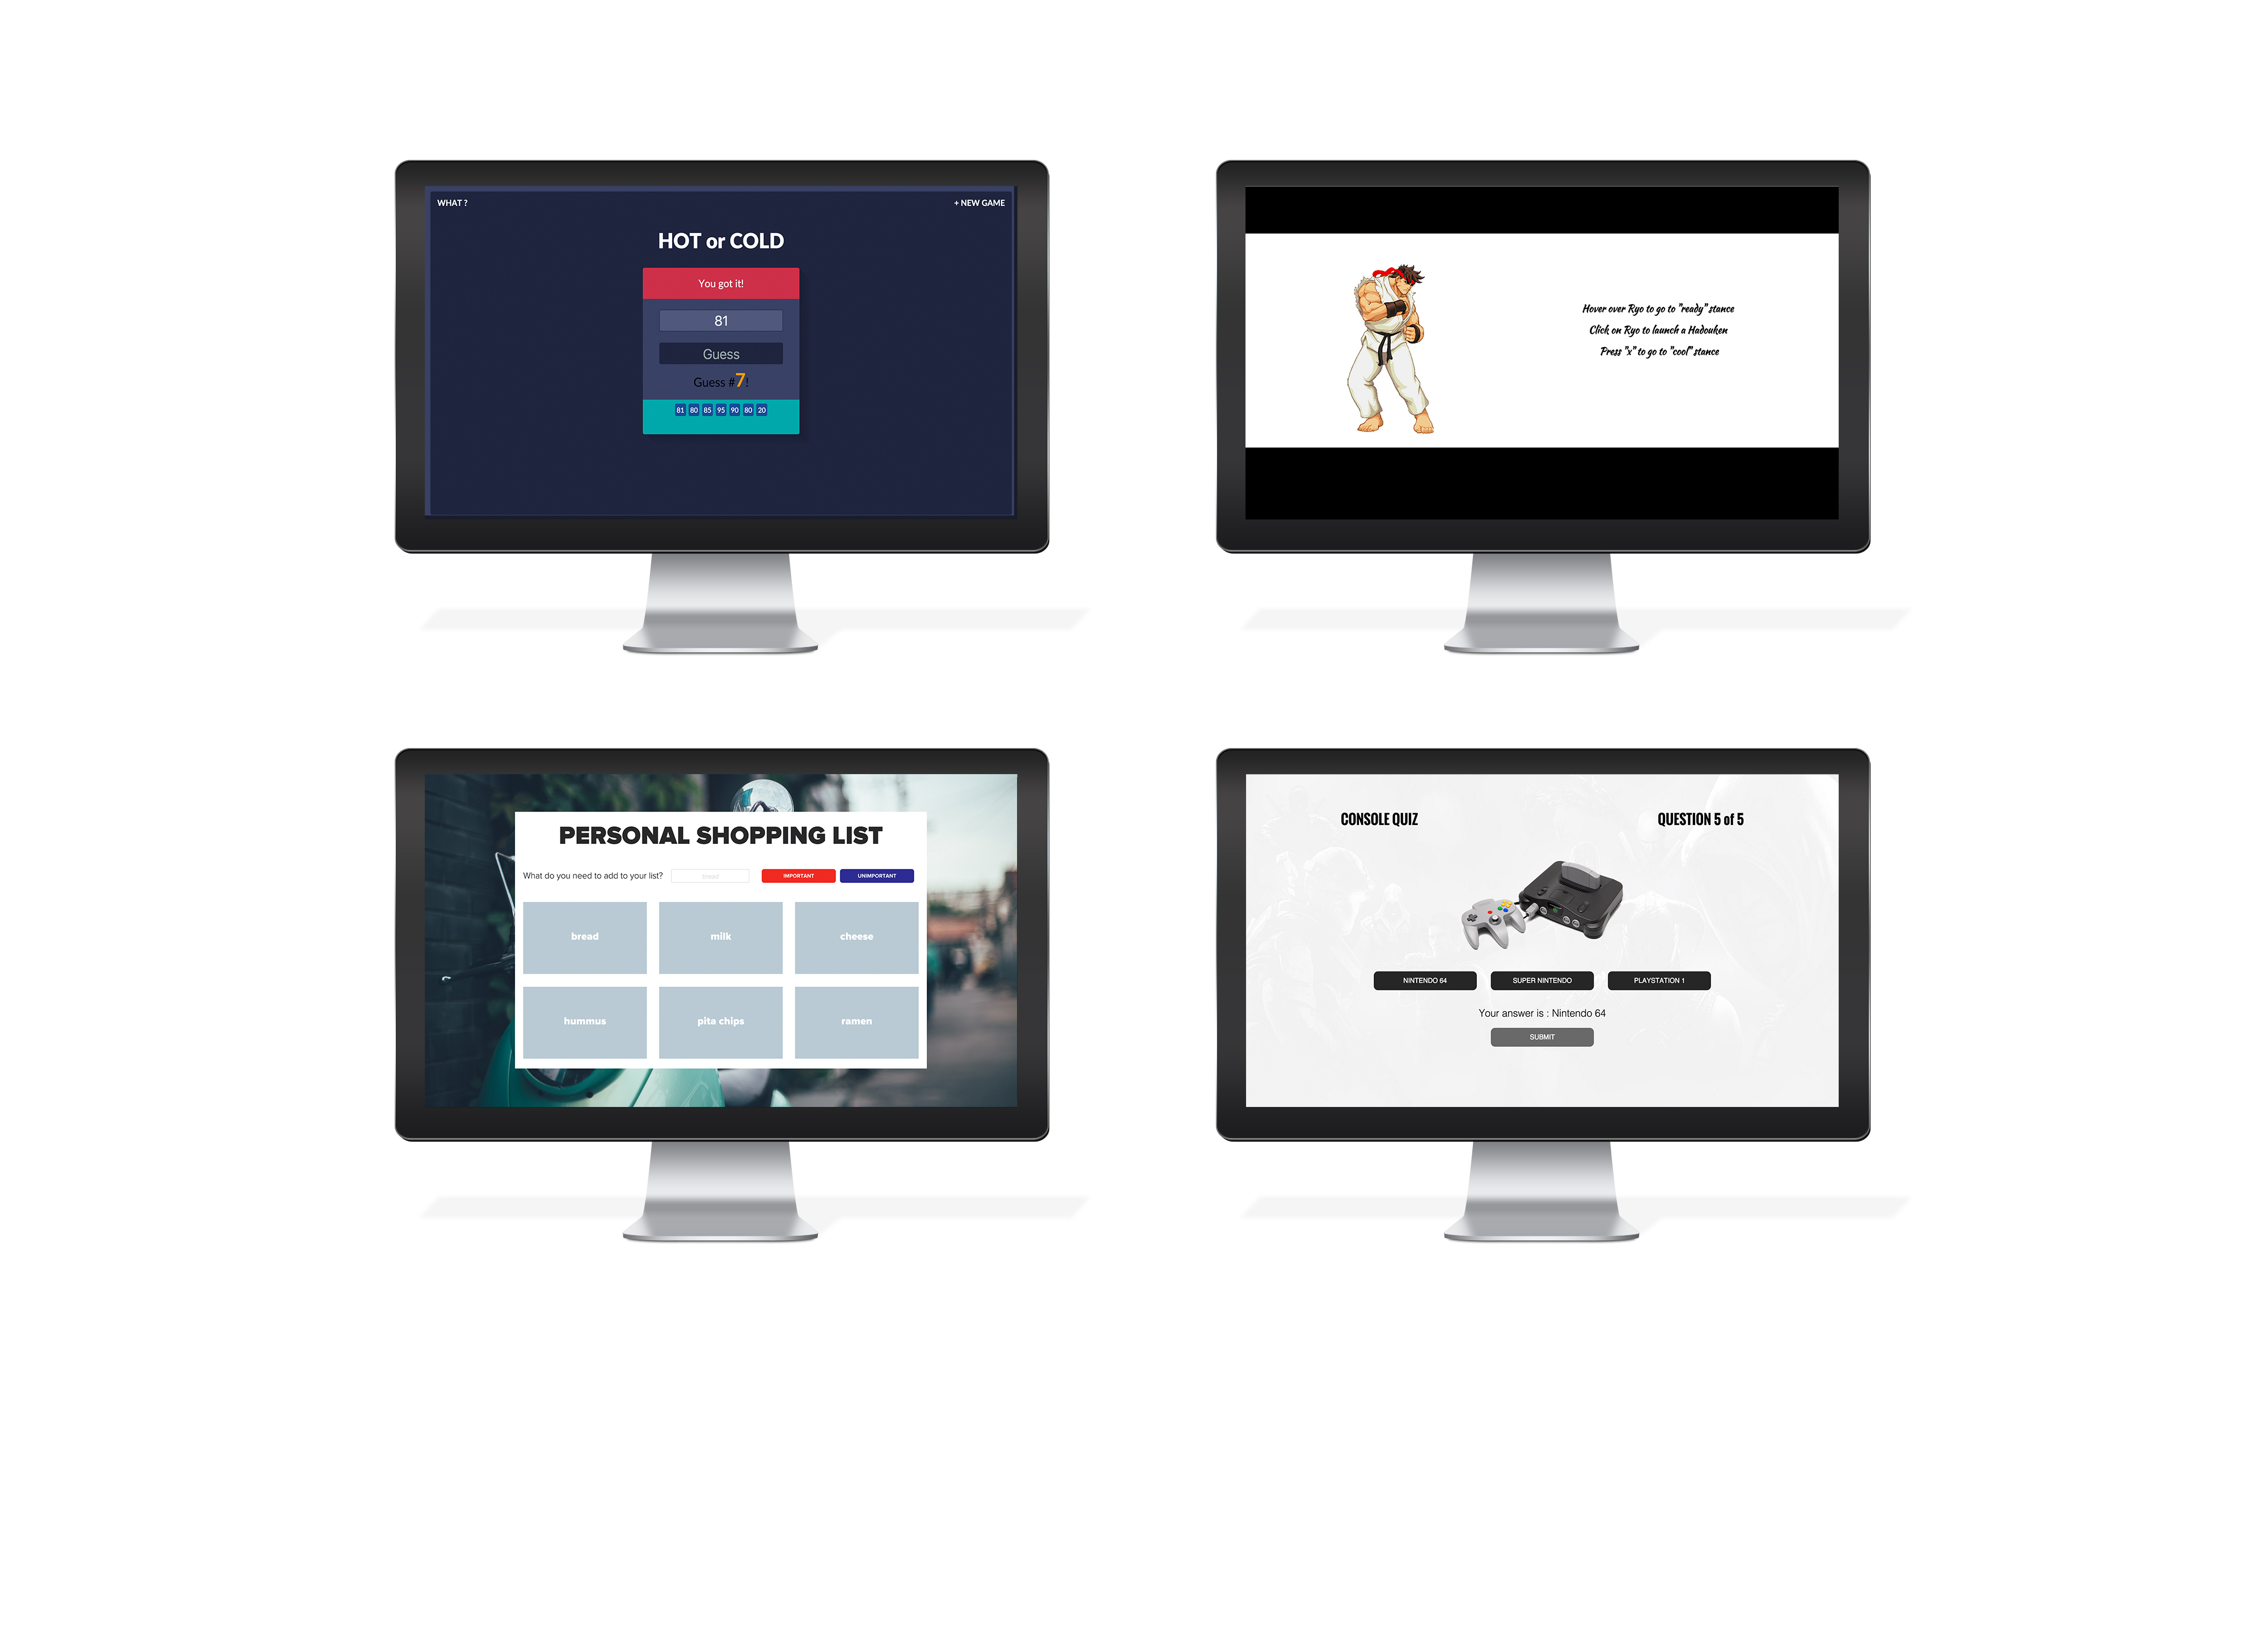 WHAT ?
+ NEW GAME
HOT or COLD
You got it!
81
Guess
Guess #7!
81 80 85 95 90 80 20
Hover over Ryo to go to "ready" stance
Click on Ryo to launch a Hadouken
Press "x" to go to "cool" stance
PERSONAL SHOPPING LIST
What do you need to add to your list?
bread
IMPORTANT
UNIMPORTANT
bread
milk
cheese
hummus
pita chips
ramen
CONSOLE QUIZ
QUESTION 5 of 5
NINTENDO 64
SUPER NINTENDO
PLAYSTATION 1
Your answer is : Nintendo 64
SUBMIT